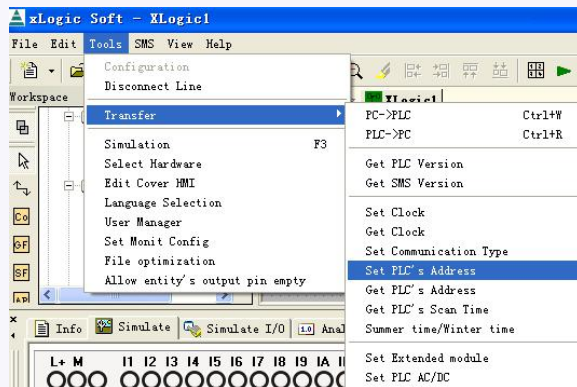 xLogic Soft - XLogic1
File Edit Tools SMS View Help
Workspace
Configuration
Disconnect Line
Transfer
Simulation F3
Select Hardware
Edit Cover HMI
Language Selection
User Manager
Set Monit Config
File optimization
Allow entity's output pin empty
XLogic1
PC->PLC Ctrl+W
PLC->PC Ctrl+R
Get PLC Version
Get SMS Version
Set Clock
Get Clock
Set Communication Type
Set PLC's Address
Get PLC's Address
Get PLC's Scan Time
Summer time/Winter time
Set Extended module
Set PLC AC/DC
Co
GF
SF
Info Simulate Simulate I/O 1.0
L+ M I1 I2 I3 I4 I5 I6 I7 I8 I9 IA